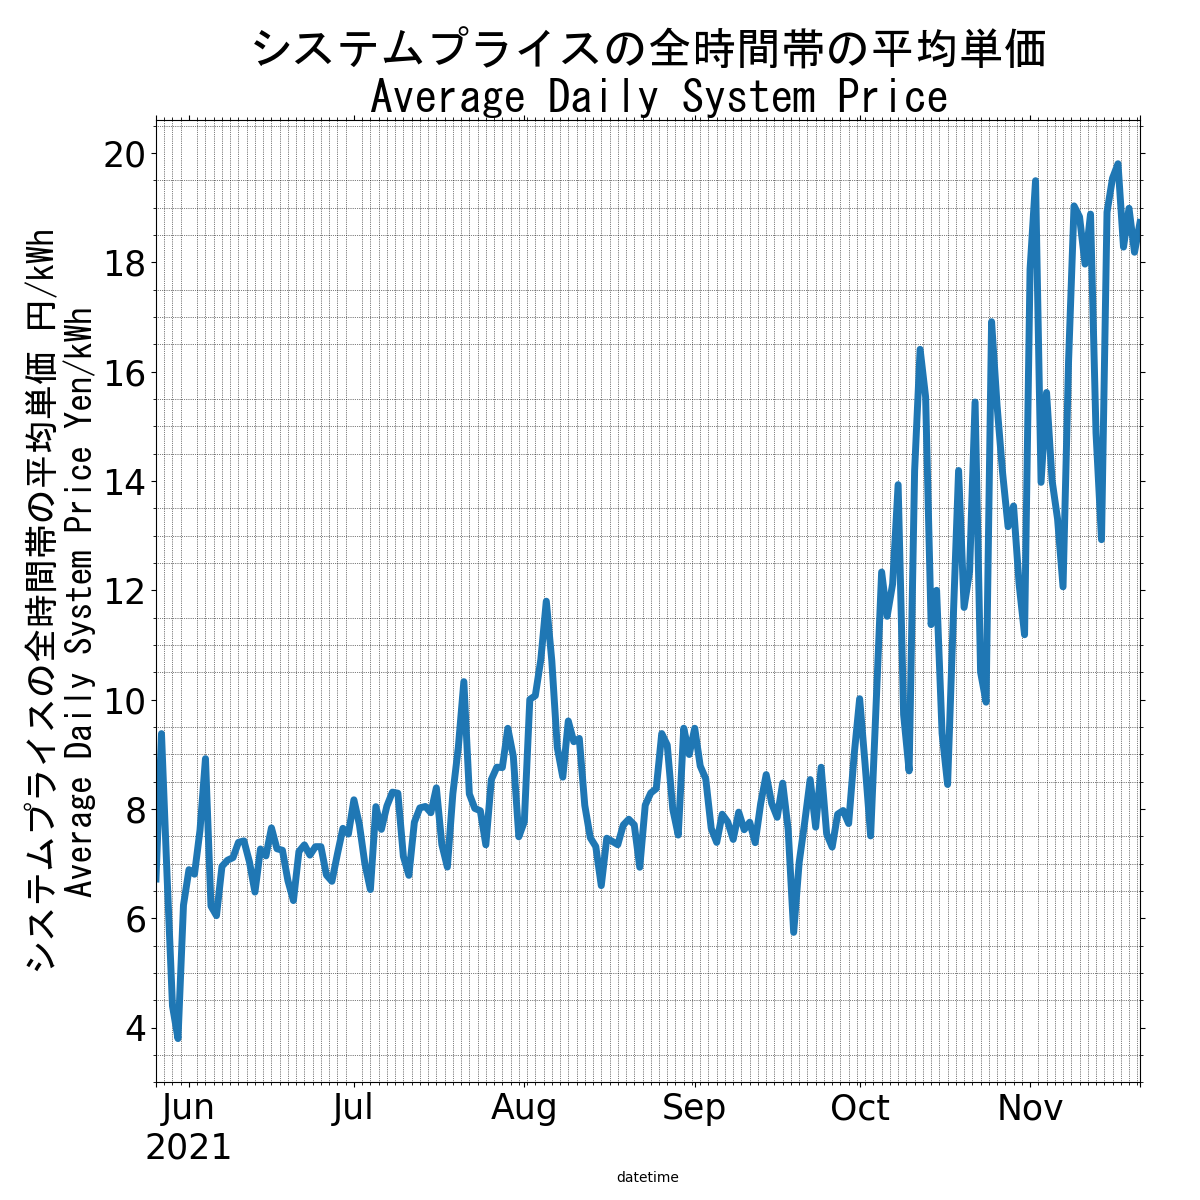 システムプライスの全時間帯の平均単価
Average Daily System Price
システムプライスの全時間帯の平均単価 円/kWh
Average Daily System Price Yen/kWh
20
18
16
14
12
10
8
6
4
Jun
Jul
Aug
Sep
Oct
Nov
2021
datetime